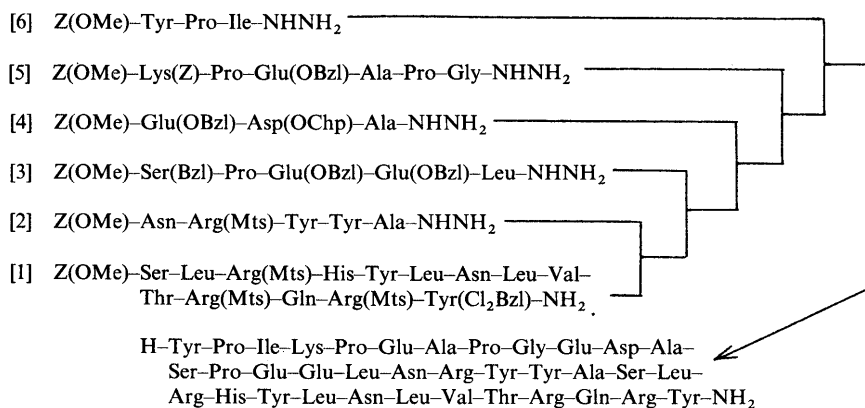 [6] Z(OMe)–Tyr–Pro–Ile–NHNH₂
[5] Z(OMe)–Lys(Z)–Pro–Glu(OBzl)–Ala–Pro–Gly–NHNH₂
[4] Z(OMe)–Glu(OBzl)–Asp(OChp)–Ala–NHNH₂
[3] Z(OMe)–Ser(Bzl)–Pro–Glu(OBzl)–Glu(OBzl)–Leu–NHNH₂
[2] Z(OMe)–Asn–Arg(Mts)–Tyr–Tyr–Ala–NHNH₂
[1] Z(OMe)–Ser–Leu–Arg(Mts)–His–Tyr–Leu–Asn–Leu–Val–
Thr–Arg(Mts)–Gln–Arg(Mts)–Tyr(Cl₂Bzl)–NH₂.
H–Tyr–Pro–Ile–Lys–Pro–Glu–Ala–Pro–Gly–Glu–Asp–Ala–
Ser–Pro–Glu–Glu–Leu–Asn–Arg–Tyr–Tyr–Ala–Ser–Leu–
Arg–His–Tyr–Leu–Asn–Leu–Val–Thr–Arg–Gln–Arg–Tyr–NH₂